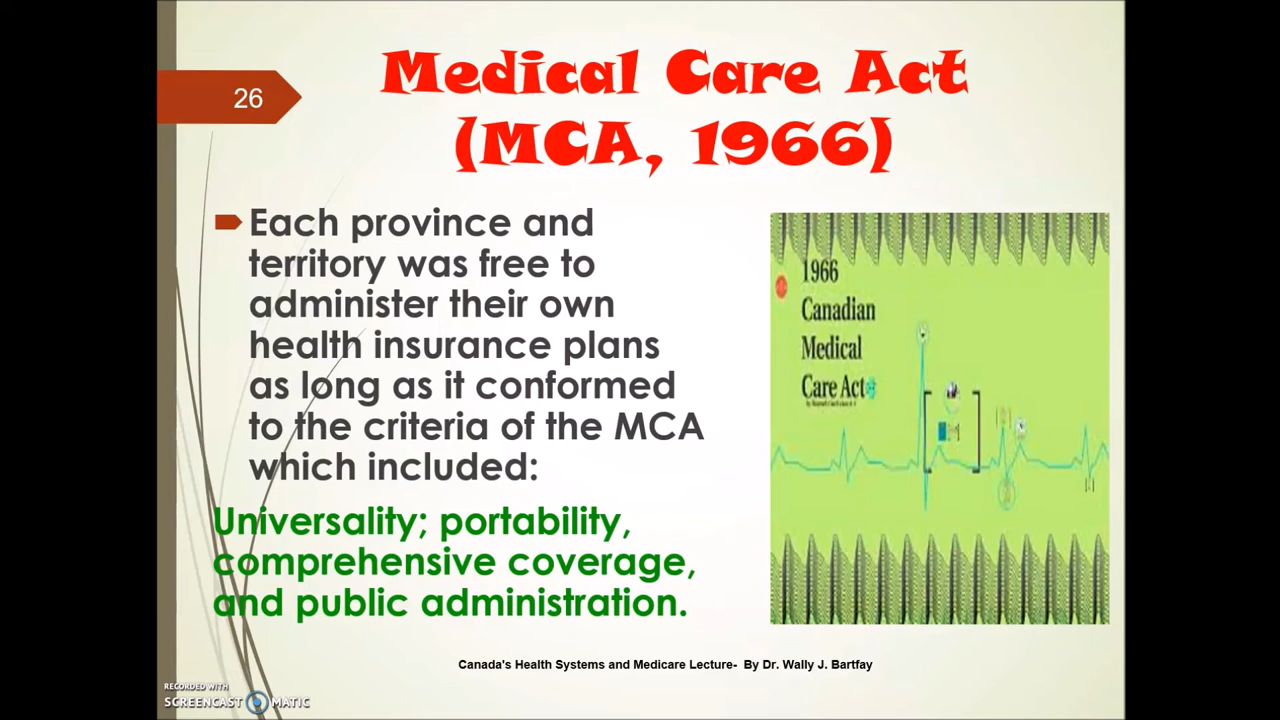 26
Medical Care Act
(MCA, 1966)
Each province and
territory was free to
administer their own
health insurance plans
as long as it conformed
to the criteria of the MCA
which included:
Universality; portability,
comprehensive coverage,
and public administration.
1966
Canadian
Medical
Care Act
Canada's Health Systems and Medicare Lecture- By Dr. Wally J. Bartfay
RECORDED WITH
SCREENCAST MATIC